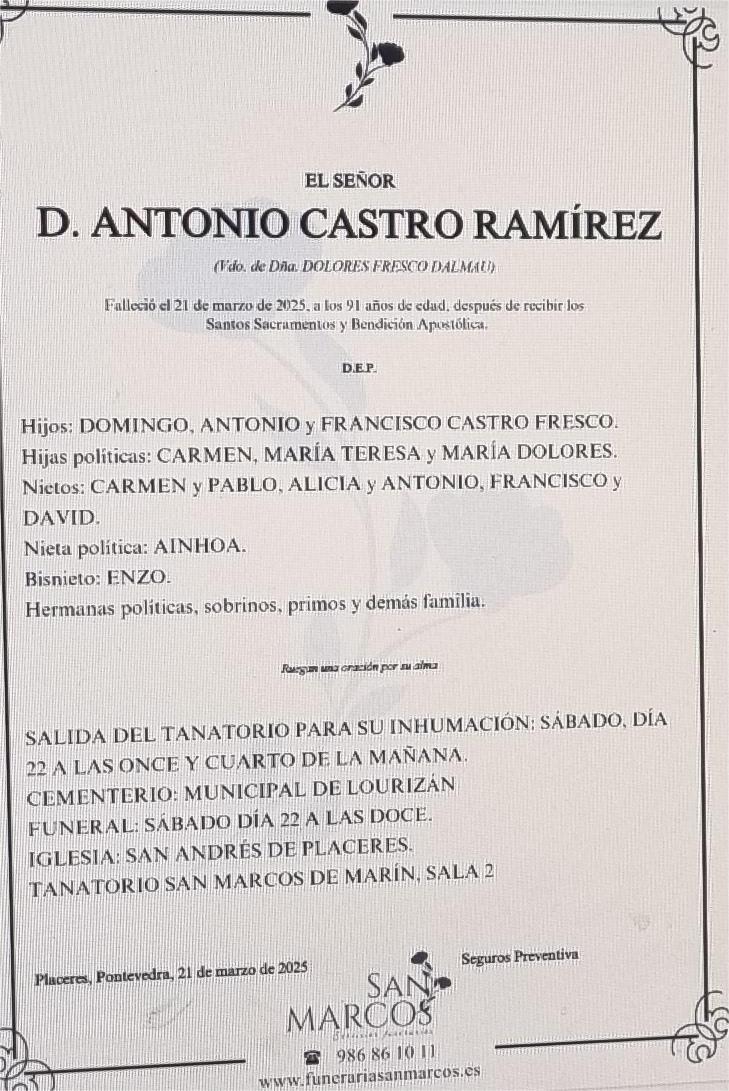 EL SEÑOR
D. ANTONIO CASTRO RAMÍREZ
(Vdo. de Dña. DOLORES FRESCO DALMAU)
Falleció el 21 de marzo de 2025, a los 91 años de edad, después de recibir los
Santos Sacramentos y Bendición Apostólica.
D.E.P.
Hijos: DOMINGO, ANTONIO y FRANCISCO CASTRO FRESCO.
Hijas políticas: CARMEN, MARÍA TERESA y MARÍA DOLORES.
Nietos: CARMEN y PABLO, ALICIA y ANTONIO, FRANCISCO y
DAVID.
Nieta política: AINHOA.
Bisnieto: ENZO.
Hermanas políticas, sobrinos, primos y demás familia.
Ruegan una oración por su alma
SALIDA DEL TANATORIO PARA SU INHUMACIÓN: SÁBADO, DÍA
22 A LAS ONCE Y CUARTO DE LA MAÑANA.
CEMENTERIO: MUNICIPAL DE LOURIZÁN
FUNERAL: SÁBADO DÍA 22 A LAS DOCE.
IGLESIA: SAN ANDRÉS DE PLACERES.
TANATORIO SAN MARCOS DE MARÍN, SALA 2
Placeres, Pontevedra, 21 de marzo de 2025
Seguros Preventiva
SAN
MARCOS
986 86 10 11
www.funerariasanmarcos.es